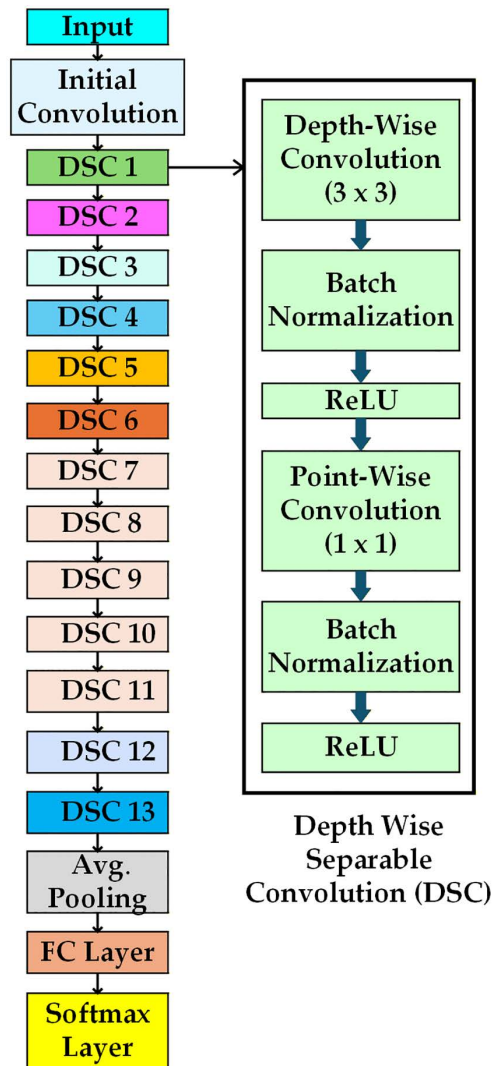 Input
Initial
Convolution
DSC 1
DSC 2
DSC 3
DSC 4
DSC 5
DSC 6
DSC 7
DSC 8
DSC 9
DSC 10
DSC 11
DSC 12
DSC 13
Avg.
Pooling
FC Layer
Softmax
Layer
Depth-Wise
Convolution
(3 x 3)
Batch
Normalization
ReLU
Point-Wise
Convolution
(1 x 1)
Batch
Normalization
ReLU
Depth Wise
Separable
Convolution (DSC)